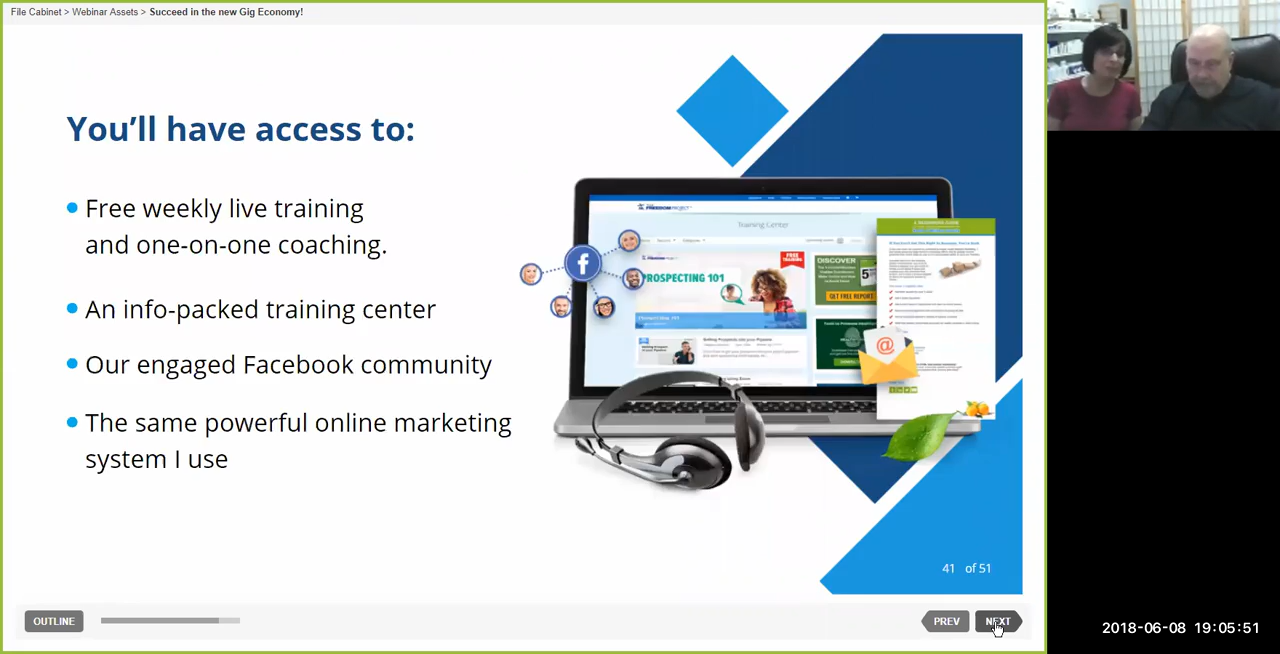 File Cabinet > Webinar Assets > Succeed in the new Gig Economy!
You'll have access to:
Free weekly live training
and one-on-one coaching.
An info-packed training center
Our engaged Facebook community
The same powerful online marketing
system I use
FREEDOM PROJECT
Training Center
PROSPECTING 101
FREE
TRAINING
DISCOVER
GET FREE REPORT
@
41 of 51
OUTLINE
PREV
NEXT
2018-06-08 19:05:51